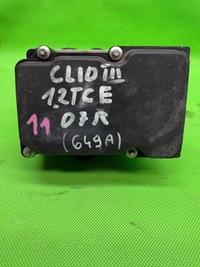 CLIO III
1.2TCE
11 07R
(649A)